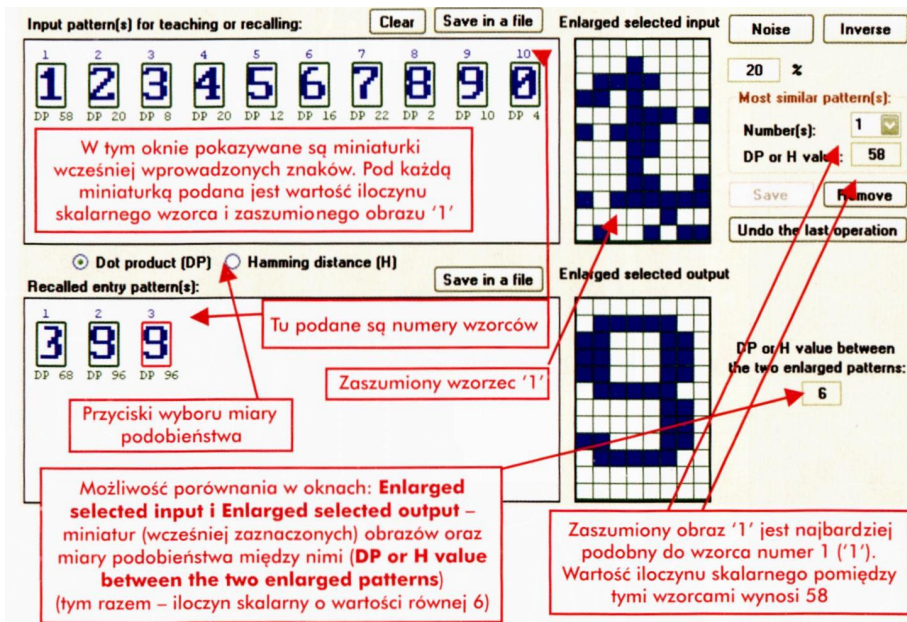 Input pattern(s) for teaching or recalling:
Clear
Save in a file
1 2 3 4 5 6 7 8 9 10
1 2 3 4 5 6 7 8 9 0
DP 58 DP 20 DP 8 DP 20 DP 12 DP 16 DP 22 DP 2 DP 10 DP 4
W tym oknie pokazywane są miniaturki
wcześniej wprowadzonych znaków. Pod każdą
miniaturką podana jest wartość iloczynu
skalarnego wzorca i zaszumionego obrazu '1'
Enlarged selected input
Noise
Inverse
20 %
Most similar pattern(s):
Number(s): 1
DP or H value: 58
Save
Remove
Undo the last operation
Dot product (DP)
Hamming distance (H)
Recalled entry pattern(s):
Save in a file
1 2 3
3 9 9
DP 68 DP 96 DP 96
Tu podane są numery wzorców
Zaszumiony wzorzec '1'
Przyciski wyboru miary
podobieństwa
Enlarged selected output
DP or H value between
the two enlarged patterns:
6
Możliwość porównania w oknach: Enlarged
selected input i Enlarged selected output –
miniatur (wcześniej zaznaczonych) obrazów oraz
miary podobieństwa między nimi (DP or H value
between the two enlarged patterns)
(tym razem – iloczyn skalarny o wartości równej 6)
Zaszumiony obraz '1' jest najbardziej
podobny do wzorca numer 1 ('1').
Wartość iloczynu skalarnego pomiędzy
tymi wzorcami wynosi 58